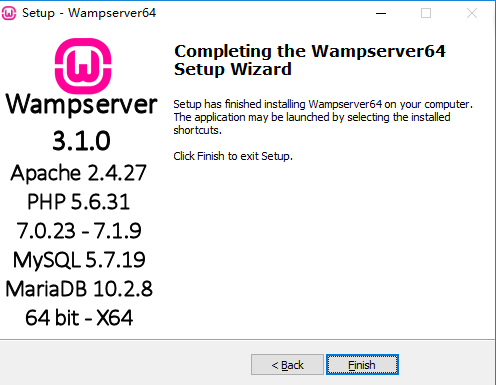 Setup - Wampserver64
Completing the Wampserver64
Setup Wizard
Setup has finished installing Wampserver64 on your computer.
The application may be launched by selecting the installed
shortcuts.
Click Finish to exit Setup.
Wampserver
3.1.0
Apache 2.4.27
PHP 5.6.31
7.0.23 - 7.1.9
MySQL 5.7.19
MariaDB 10.2.8
64 bit - X64
< Back
Finish